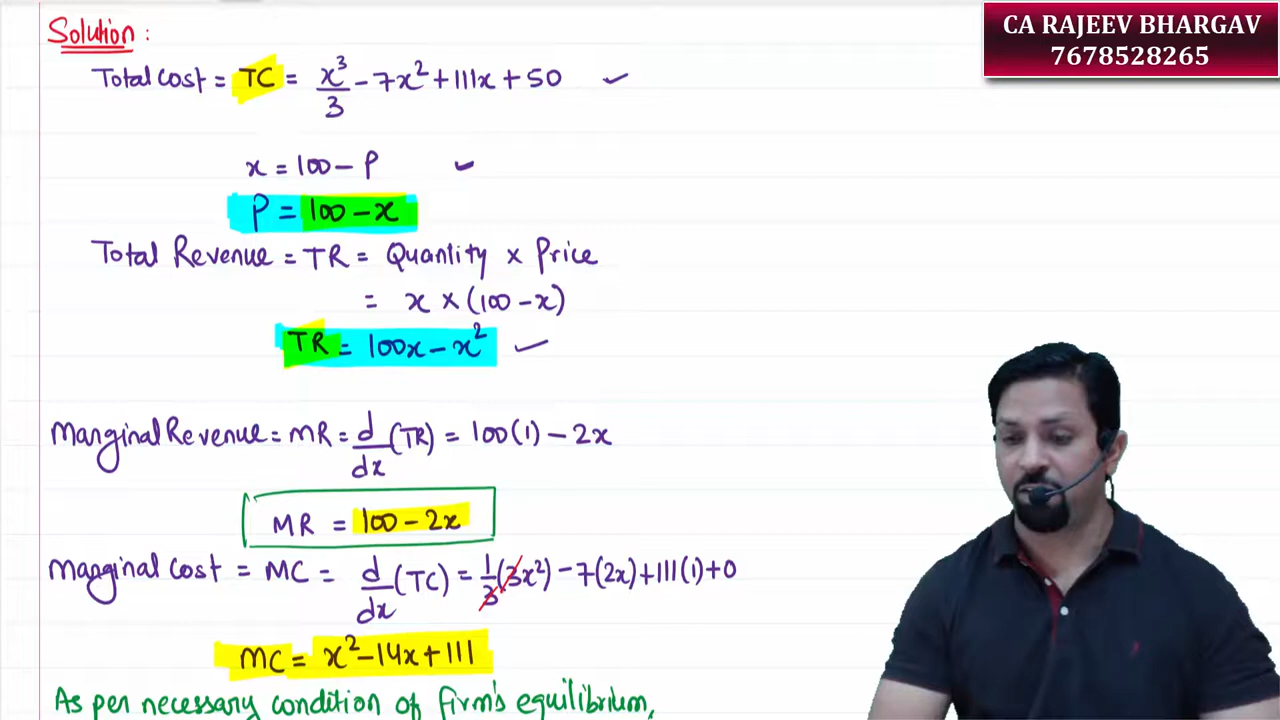 CA RAJEEV BHARGAV
7678528265
Solution :
Total Cost = TC = x³/3 - 7x² + 111x + 50
x = 100 - P
P = 100 - x
Total Revenue = TR = Quantity × Price
= x × (100 - x)
TR = 100x - x²
Marginal Revenue = MR = d/dx (TR) = 100(1) - 2x
MR = 100 - 2x
Marginal Cost = MC = d/dx (TC) = 1/3 (3x²) - 7(2x) + 111(1) + 0
MC = x² - 14x + 111
As per necessary condition of firm's equilibrium,